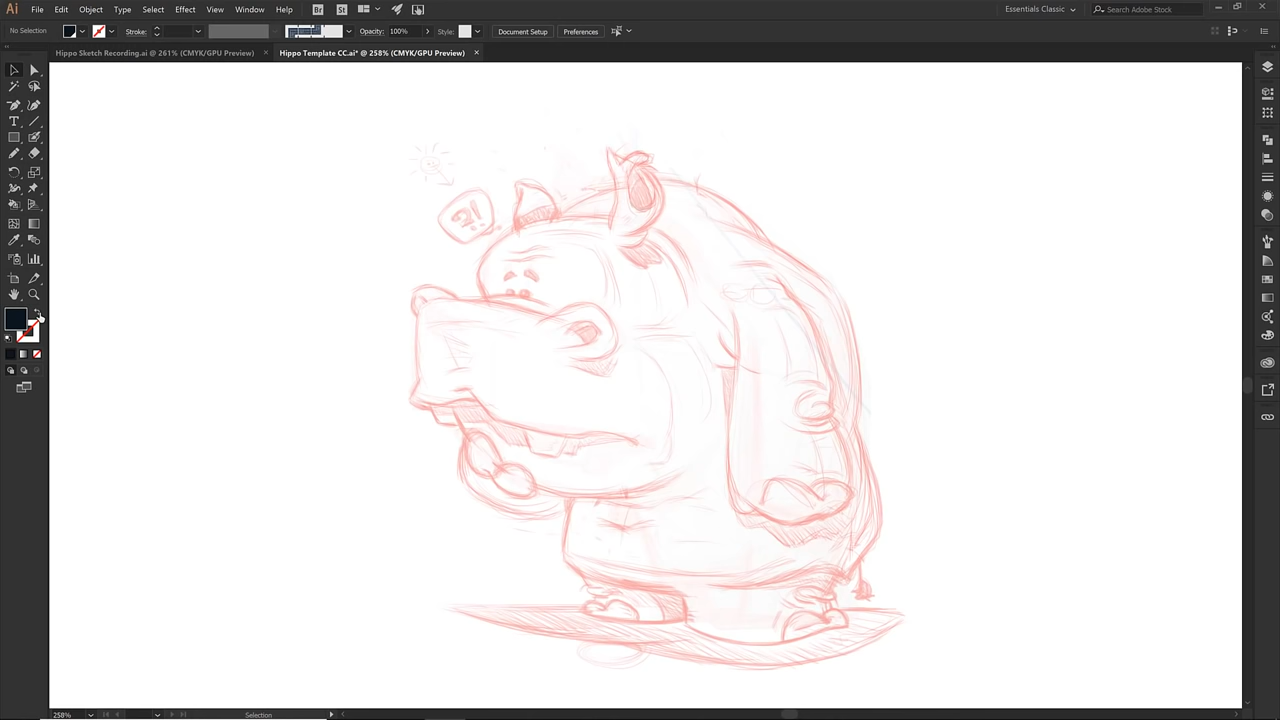 Ai File Edit Object Type Select Effect View Window Help Br St Essentials Classic Search Adobe Stock
No Selection Stroke: Opacity: 100% Style: Document Setup Preferences
Hippo Sketch Recording.ai @ 261% (CMYK/GPU Preview) × Hippo Template CC.ai* @ 258% (CMYK/GPU Preview) ×
?!
258% Selection